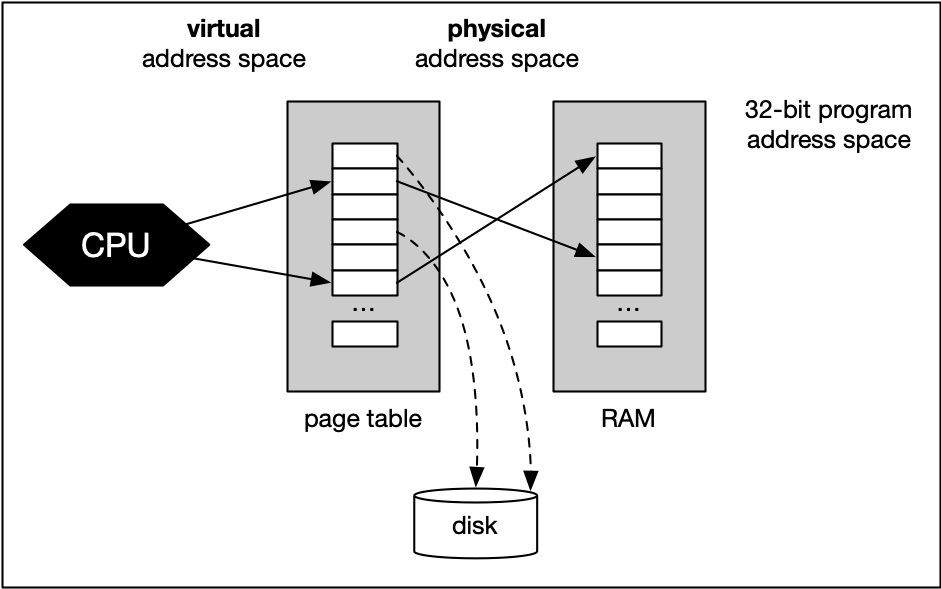 virtual
address space
physical
address space
32-bit program
address space
CPU
...
...
page table
RAM
disk